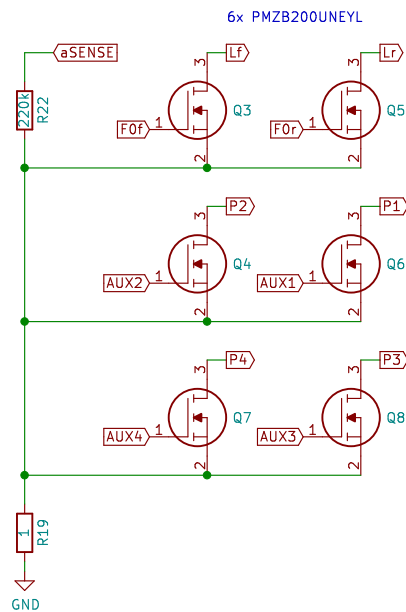 6x PMZB200UNEYL
aSENSE
Lf
Lr
3
3
220k
R22
Q3
Q5
F0f
1
F0r
1
2
2
P2
P1
3
3
Q4
Q6
AUX2
1
AUX1
1
2
2
P4
P3
3
3
Q7
Q8
AUX4
1
AUX3
1
2
2
1
R19
GND